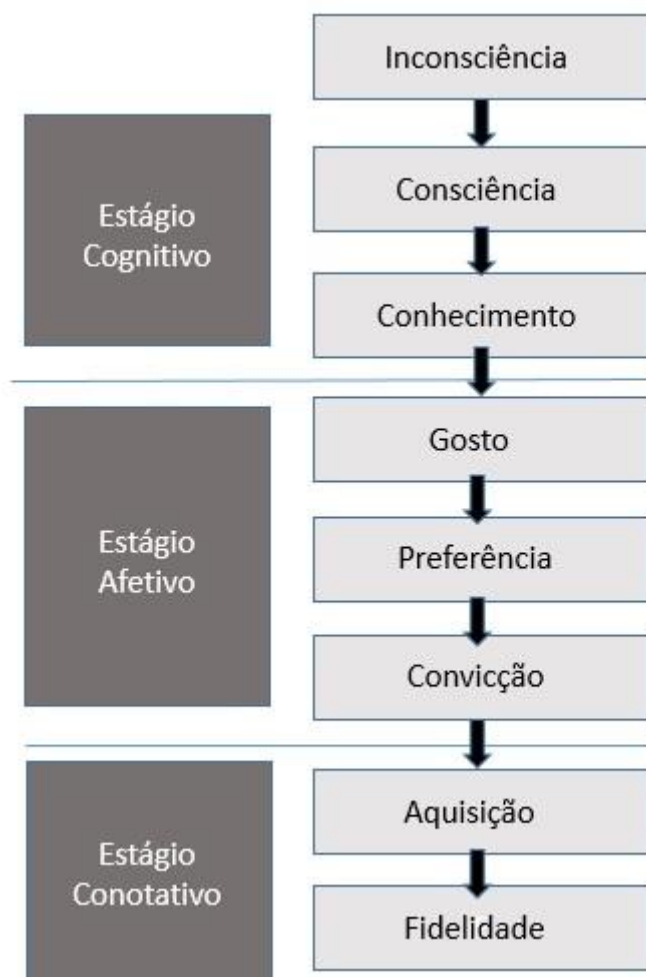 Inconsciência
Estágio
Cognitivo
Consciência
Conhecimento
Estágio
Afetivo
Gosto
Preferência
Convicção
Estágio
Conotativo
Aquisição
Fidelidade